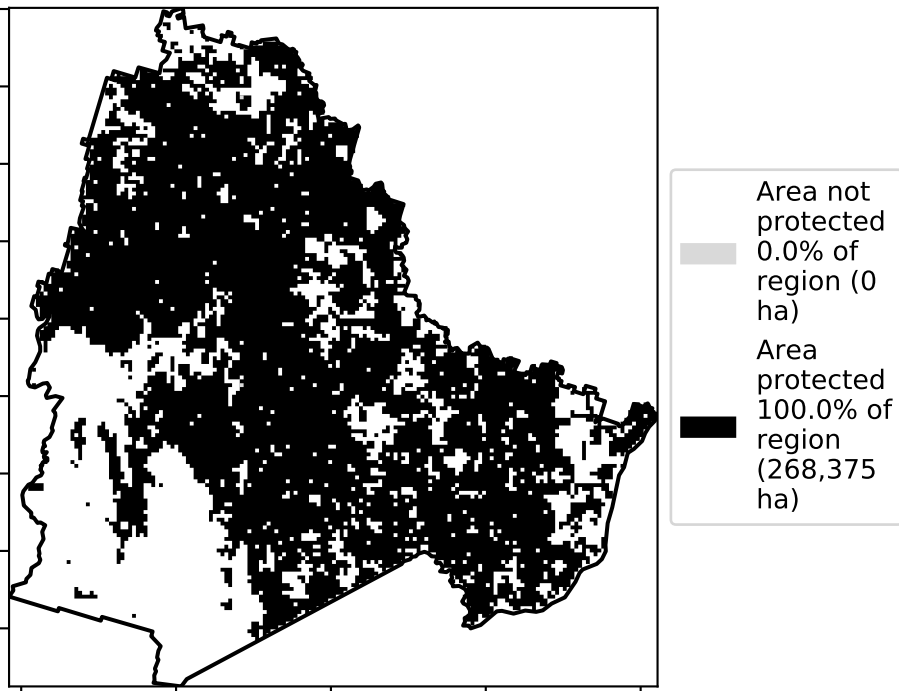 Area not
protected
0.0% of
region (0
ha)
Area
protected
100.0% of
region
(268,375
ha)